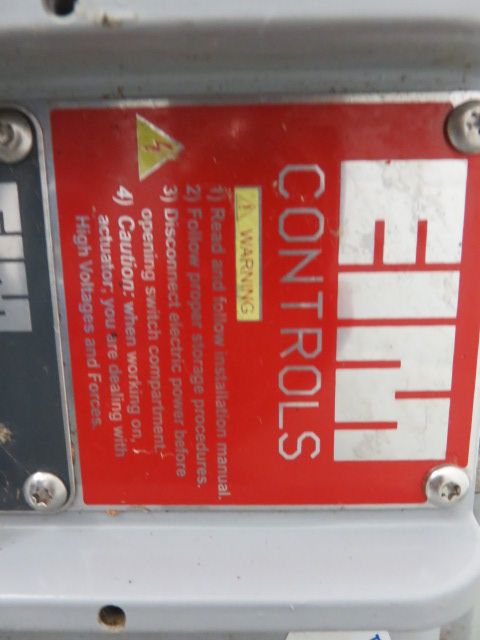 EIM
CONTROLS
WARNING
1) Read and follow installation manual.
2) Follow proper storage procedures.
3) Disconnect electric power before
opening switch compartment.
4) Caution: when working on,
actuator; you are dealing with
High Voltages and Forces.